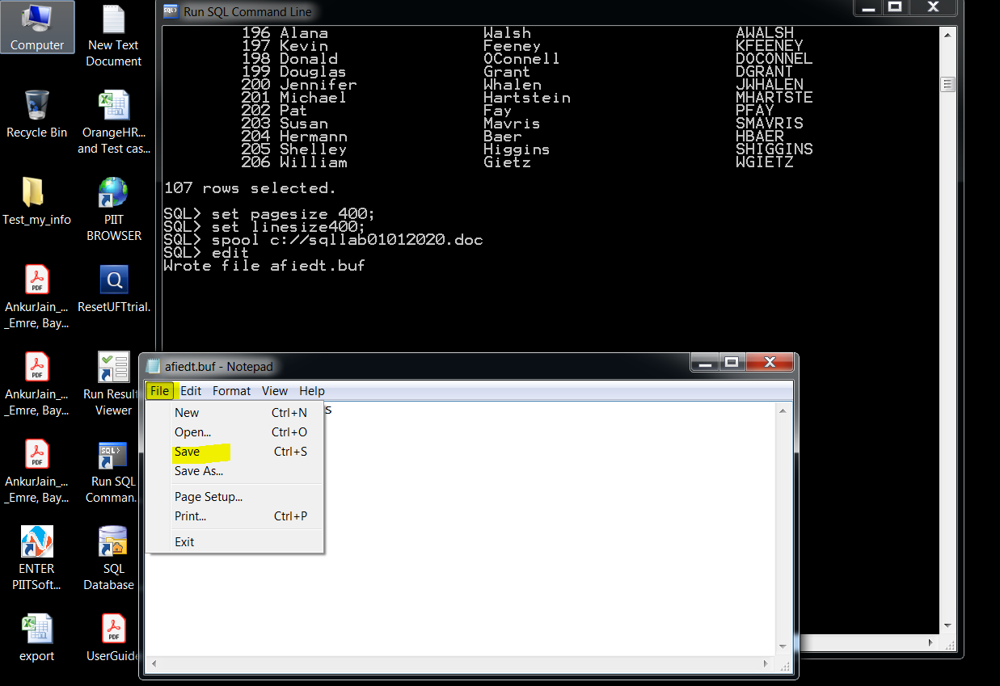 Computer
New Text
Document
Recycle Bin
OrangeHR...
and Test cas...
Test_my_info
PIIT
BROWSER
AnkurJain_...
_Emre, Bay...
ResetUFTtrial.
AnkurJain_...
_Emre, Bay...
Run Result
Viewer
AnkurJain_...
_Emre, Bay...
Run SQL
Comman.
ENTER
PIITSoft...
SQL
Database
export
UserGuide
Run SQL Command Line
196 Alana Walsh AWALSH
197 Kevin Feeney KFEENEY
198 Donald OConnell DOCONNEL
199 Douglas Grant DGRANT
200 Jennifer Whalen JWHALEN
201 Michael Hartstein MHARTSTE
202 Pat Fay PFAY
203 Susan Mavris SMAVRIS
204 Hermann Baer HBAER
205 Shelley Higgins SHIGGINS
206 William Gietz WGIETZ
107 rows selected.
SQL> set pagesize 400;
SQL> set linesize400;
SQL> spool c://sqllab01012020.doc
SQL> edit
Wrote file afiedt.buf
afiedt.buf - Notepad
File Edit Format View Help
s
New Ctrl+N
Open... Ctrl+O
Save Ctrl+S
Save As...
Page Setup...
Print... Ctrl+P
Exit